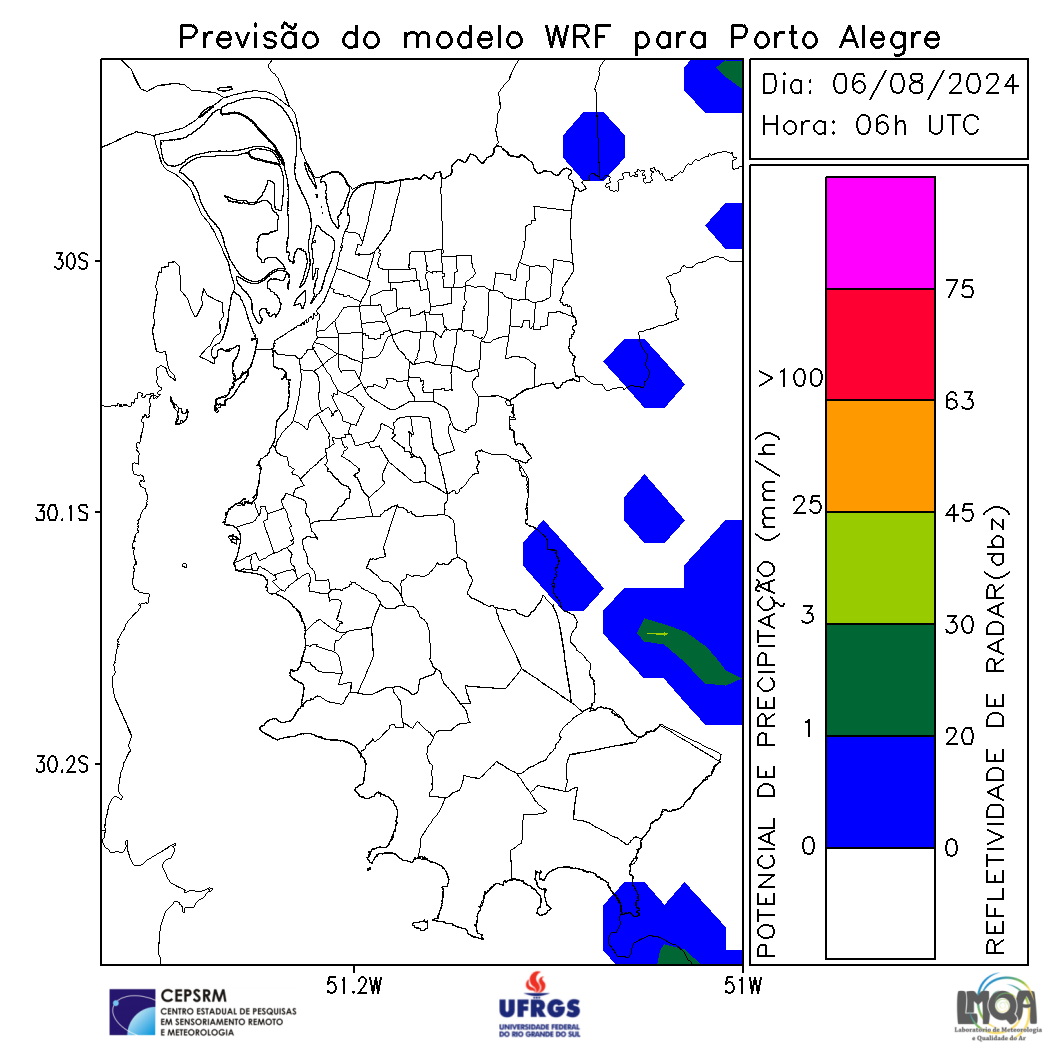 Previsão do modelo WRF para Porto Alegre
Dia: 06/08/2024
Hora: 06h UTC
30S
30.1S
30.2S
51.2W
51W
POTENCIAL DE PRECIPITAÇÃO (mm/h)
>100
25
3
1
0
75
63
45
30
20
0
REFLETIVIDADE DE RADAR(dbz)
CEPSRM
CENTRO ESTADUAL DE PESQUISAS
EM SENSORIAMENTO REMOTO
E METEOROLOGIA
UFRGS
UNIVERSIDADE FEDERAL
DO RIO GRANDE DO SUL
LMQA
Laboratório de Meteorologia
e Qualidade do Ar